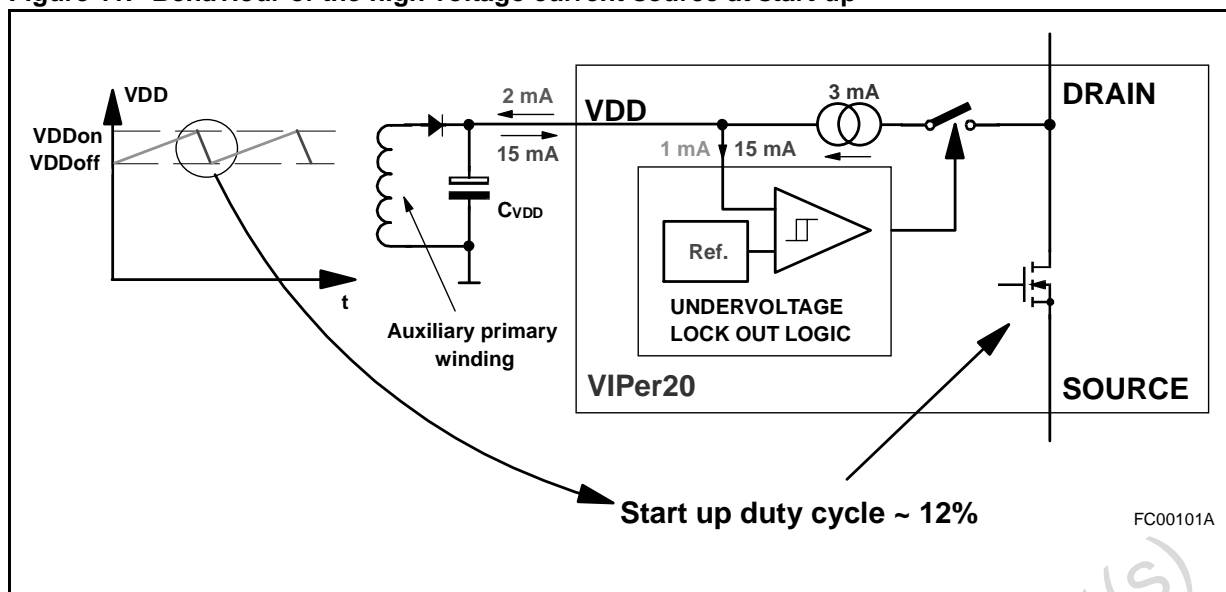 Figure 11. Behaviour of the high voltage current source at start-up
VDD
VDDon
VDDoff
t
2 mA
15 mA
CVDD
Auxiliary primary
winding
VDD
3 mA
1 mA
15 mA
Ref.
UNDERVOLTAGE
LOCK OUT LOGIC
VIPer20
DRAIN
SOURCE
Start up duty cycle ~ 12%
FC00101A
(s)